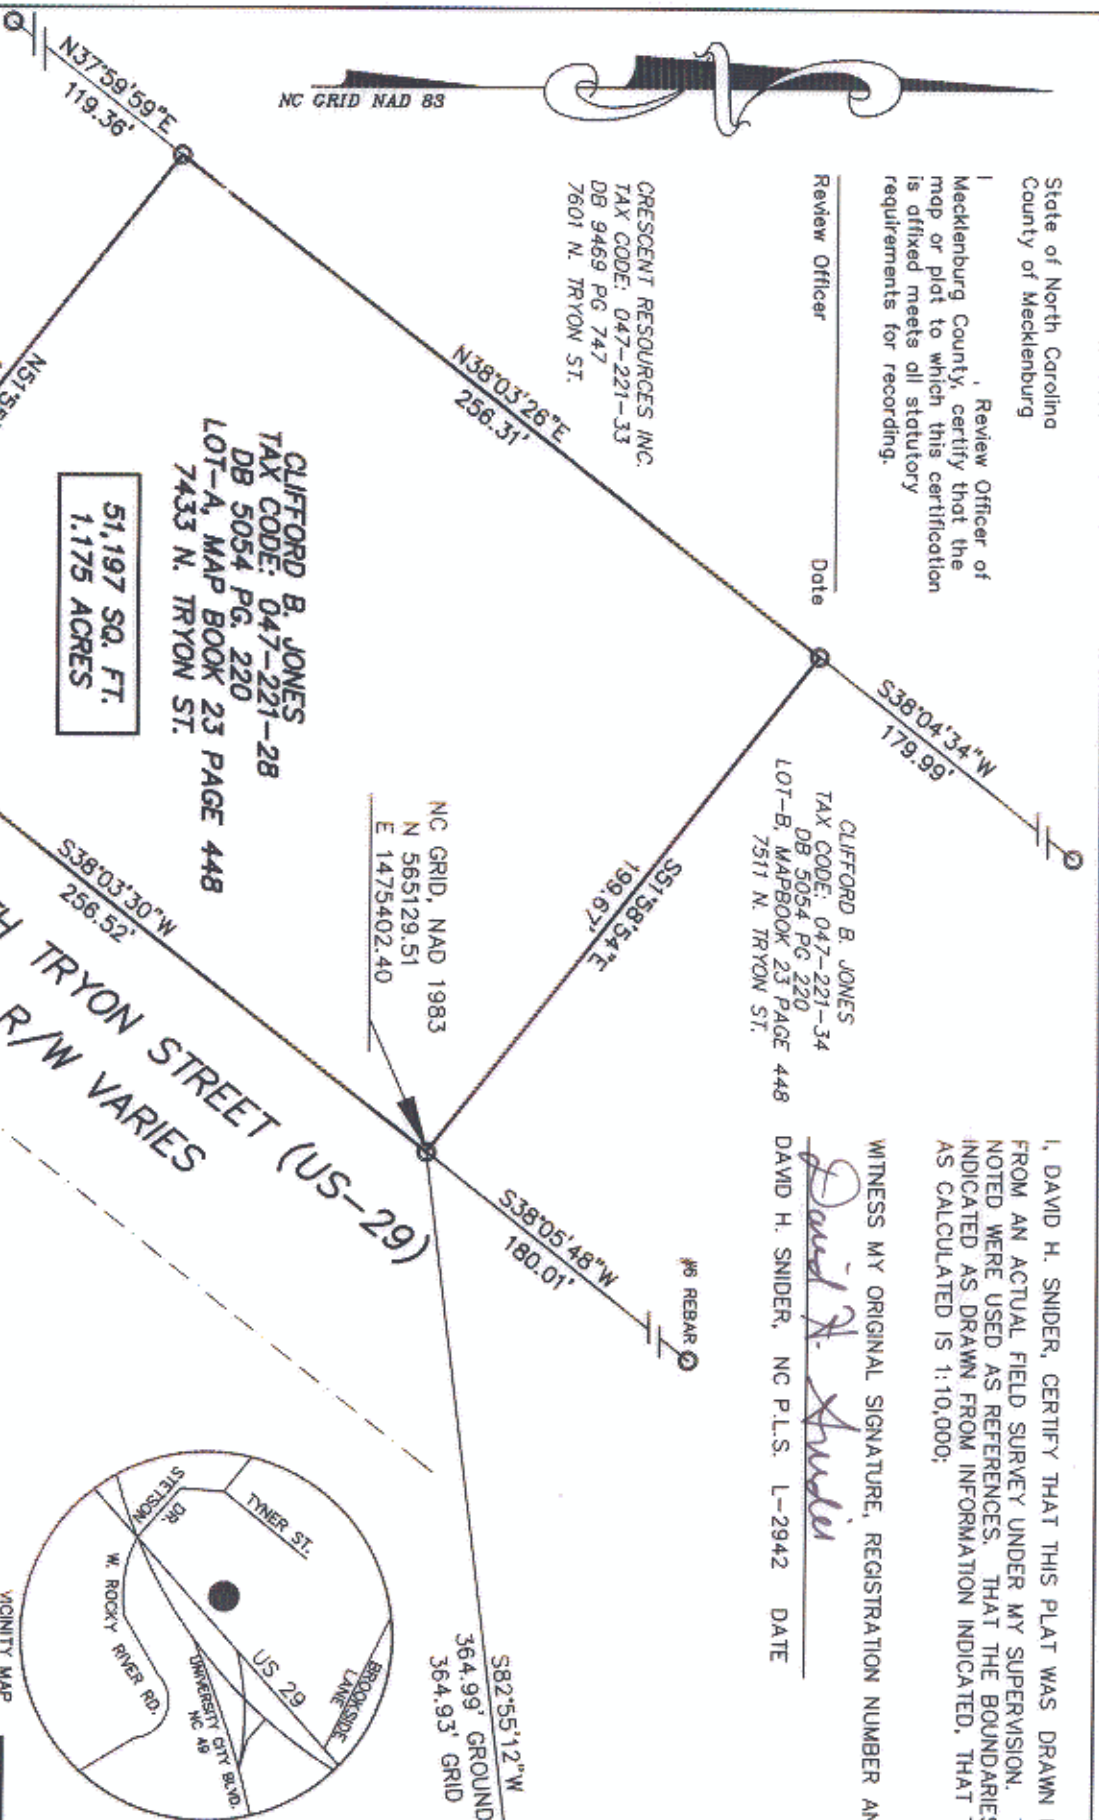 State of North Carolina
County of Mecklenburg
I , Review Officer of
Mecklenburg County, certify that the
map or plat to which this certification
is affixed meets all statutory
requirements for recording.
Review Officer Date
I, DAVID H. SNIDER, CERTIFY THAT THIS PLAT WAS DRAWN
FROM AN ACTUAL FIELD SURVEY UNDER MY SUPERVISION.
NOTED WERE USED AS REFERENCES. THAT THE BOUNDARIES
INDICATED AS DRAWN FROM INFORMATION INDICATED, THAT
AS CALCULATED IS 1:10,000;
WITNESS MY ORIGINAL SIGNATURE, REGISTRATION NUMBER AN
David H. Snider
DAVID H. SNIDER, NC P.L.S. L-2942 DATE
NC GRID NAD 83
CRESCENT RESOURCES INC.
TAX CODE: 047-221-33
DB 9469 PG 747
7601 N. TRYON ST.
CLIFFORD B. JONES
TAX CODE: 047-221-34
DB 5054 PG 220
LOT-B, MAPBOOK 23 PAGE 448
7511 N. TRYON ST.
S38°04'34"W
179.99'
N38°03'26"E
256.31'
N37°59'59"E
119.36'
S51°58'54"E
199.67'
#6 REBAR
S38°05'48"W
180.01'
NC GRID, NAD 1983
N 565129.51
E 1475402.40
CLIFFORD B. JONES
TAX CODE: 047-221-28
DB 5054 PG. 220
LOT-A, MAP BOOK 23 PAGE 448
7433 N. TRYON ST.
51,197 SQ. FT.
1.175 ACRES
S38°03'30"W
256.52'
TH TRYON STREET (US-29)
R/W VARIES
S82°55'12"W
364.99' GROUND
364.93' GRID
BROOKSIDE
LANE
TYNER ST.
US 29
STETSON
DR.
UNIVERSITY CITY BLVD.
NC 49
W. ROCKY RIVER RD.
VICINITY MAP